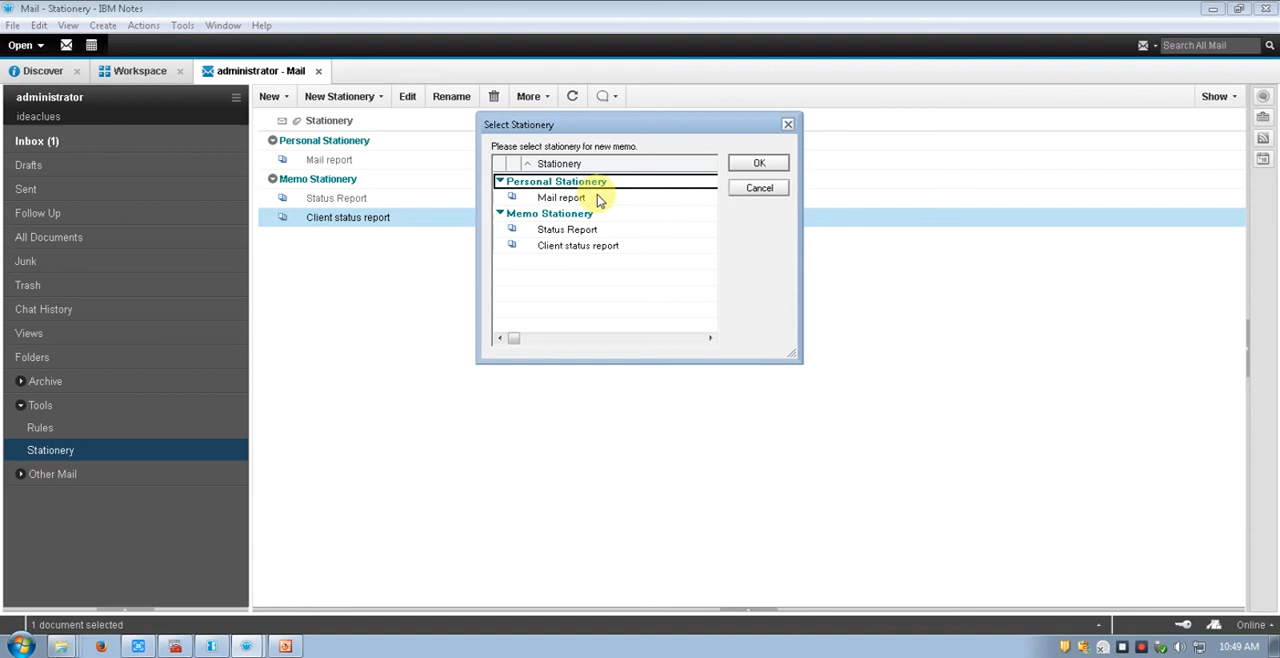 Mail - Stationery - IBM Notes
File Edit View Create Actions Tools Window Help
Open
Search All Mail
Discover
Workspace
administrator - Mail
administrator
ideaclues
Inbox (1)
Drafts
Sent
Follow Up
All Documents
Junk
Trash
Chat History
Views
Folders
Archive
Tools
Rules
Stationery
Other Mail
New New Stationery Edit Rename More Show
Stationery
Personal Stationery
Mail report
Memo Stationery
Status Report
Client status report
Select Stationery
Please select stationery for new memo.
Stationery
Personal Stationery
Mail report
Memo Stationery
Status Report
Client status report
OK
Cancel
1 document selected
Online
10:49 AM